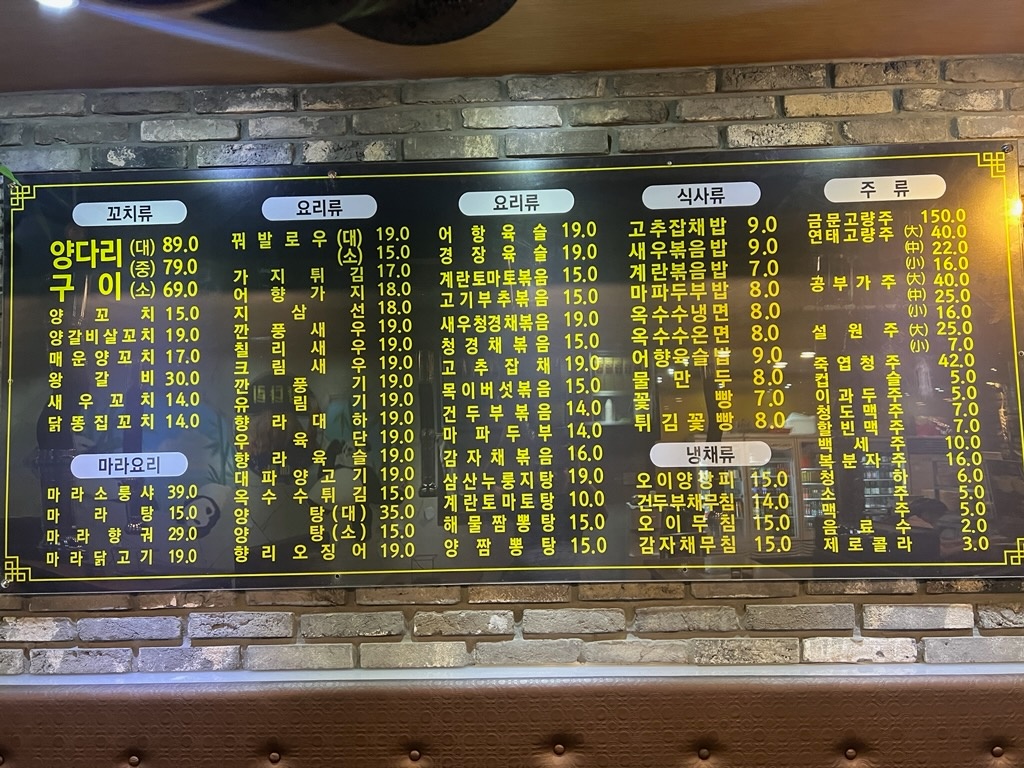 꼬치류
양다리구이 (대) 89.0
(중) 79.0
(소) 69.0
양꼬치 15.0
양갈비살꼬치 19.0
매운양꼬치 17.0
왕갈비 30.0
새우꼬치 14.0
닭똥집꼬치 14.0
마라요리
마라소룽샤 39.0
마라탕 15.0
마라향궈 29.0
마라닭고기 19.0
요리류
꿔발로우 (대) 19.0
(소) 15.0
가지튀김 17.0
어향가지 18.0
지삼선 18.0
깐풍새우 19.0
칠리새우 19.0
크림새우 19.0
깐풍기 19.0
유림기 19.0
향라대하 19.0
우육단 19.0
향라육슬 19.0
대파양고기 19.0
옥수수튀김 15.0
양탕(대) 35.0
양탕(소) 15.0
향리오징어 19.0
요리류
어향육슬 19.0
경장육슬 19.0
계란토마토볶음 15.0
고기부추볶음 15.0
새우청경채볶음 19.0
청경채볶음 15.0
고추잡채 19.0
목이버섯볶음 15.0
건두부볶음 14.0
마파두부 14.0
감자채볶음 16.0
삼산누룽지탕 19.0
계란토마토탕 10.0
해물짬뽕탕 15.0
양짬뽕탕 15.0
식사류
고추잡채밥 9.0
새우볶음밥 9.0
계란볶음밥 7.0
마파두부밥 8.0
옥수수냉면 8.0
옥수수온면 8.0
어향육슬밥 9.0
물만두 8.0
꽃빵 7.0
튀김꽃빵 8.0
냉채류
오이양장피 15.0
건두부채무침 14.0
오이무침 15.0
감자채무침 15.0
주류
금문고량주 150.0
연태고량주 (大) 40.0
(中) 22.0
(小) 16.0
공부가주 (大) 40.0
(中) 25.0
(小) 16.0
설원주 (大) 25.0
(小) 7.0
죽엽청주 42.0
컵술 5.0
이과두주 5.0
청도맥주 7.0
할빈맥주 7.0
백세주 10.0
복분자주 16.0
청하 6.0
소주 5.0
맥주 5.0
음료수 2.0
제로콜라 3.0